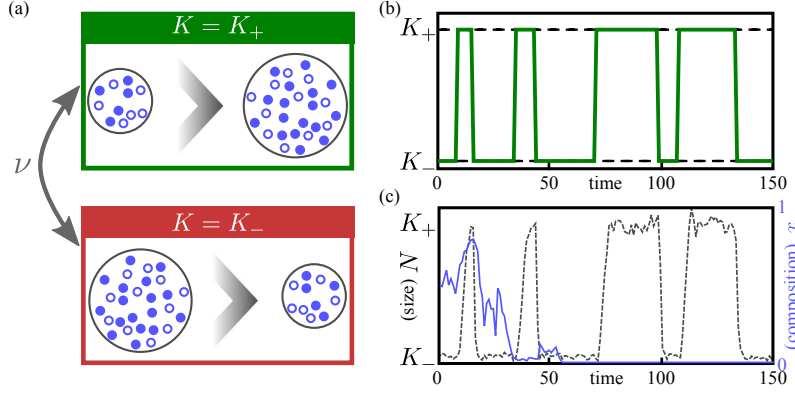 (a)
K = K₊
ν
K = K₋
(b)
K₊
K₋
0
50
time
100
150
(c)
K₊
(size) N
K₋
0
50
time
100
150
1
(composition) x
0